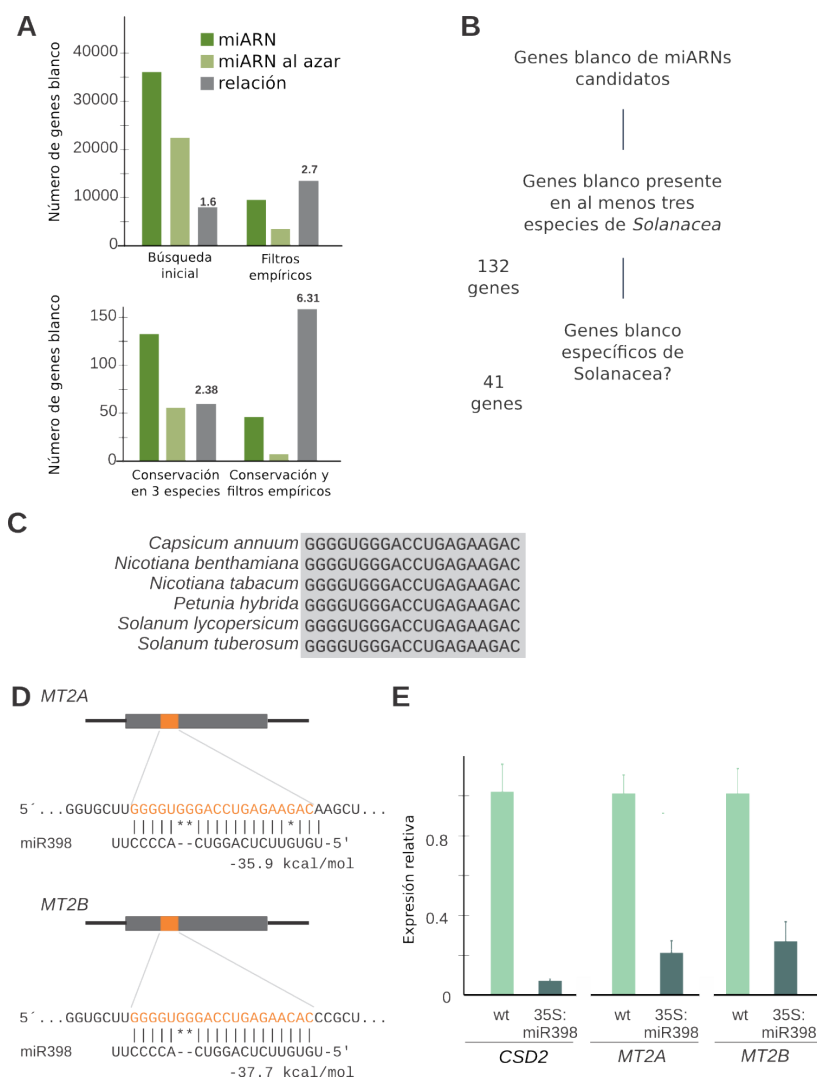 A
Número de genes blanco
40000
30000
20000
10000
0
miARN
miARN al azar
relación
1.6
2.7
Búsqueda
inicial
Filtros
empíricos
Número de genes blanco
150
100
50
0
2.38
6.31
Conservación
en 3 especies
Conservación y
filtros empíricos
B
Genes blanco de miARNs
candidatos
Genes blanco presente
en al menos tres
especies de Solanacea
132
genes
Genes blanco
específicos de
Solanacea?
41
genes
C
Capsicum annuum GGGGUGGGACCUGAGAAGAC
Nicotiana benthamiana GGGGUGGGACCUGAGAAGAC
Nicotiana tabacum GGGGUGGGACCUGAGAAGAC
Petunia hybrida GGGGUGGGACCUGAGAAGAC
Solanum lycopersicum GGGGUGGGACCUGAGAAGAC
Solanum tuberosum GGGGUGGGACCUGAGAAGAC
D
MT2A
5´...GGUGCUUGGGGUGGGACCUGAGAAGACAAGCU...
|||||**|||||||||||*|||
miR398 UUCCCCA--CUGGACUCUUGUGU-5'
-35.9 kcal/mol
MT2B
5´...GGUGCUUGGGGUGGGACCUGAGAACACCCGCU...
|||||**||||||||||||||
miR398 UUCCCCA--CUGGACUCUUGUGU-5'
-37.7 kcal/mol
E
Expresión relativa
0.8
0.4
0
wt
35S:
miR398
CSD2
wt
35S:
miR398
MT2A
wt
35S:
miR398
MT2B